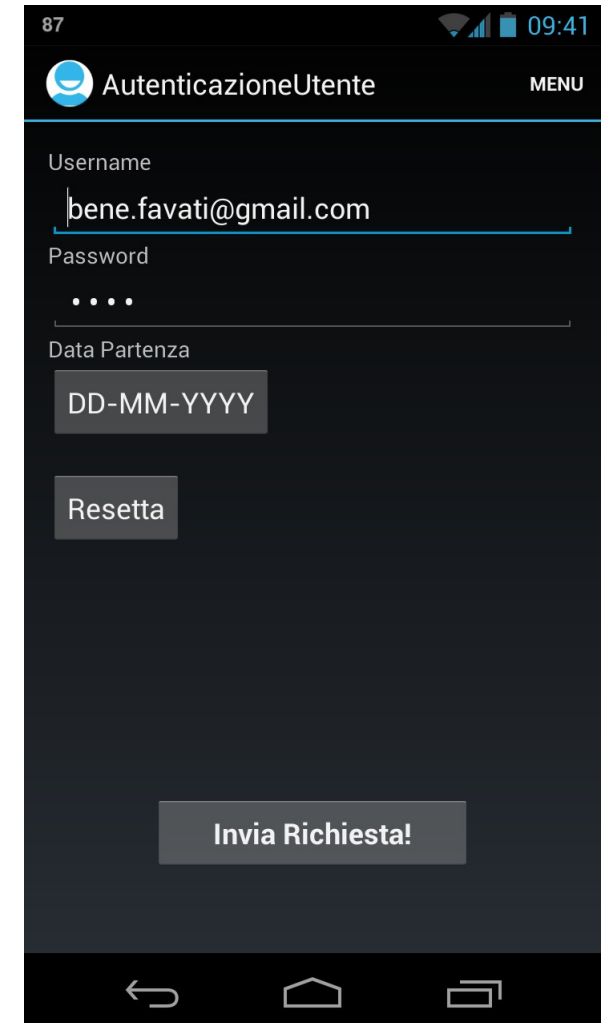 87 09:41
AutenticazioneUtente MENU
Username
bene.favati@gmail.com
Password
••••
Data Partenza
DD-MM-YYYY
Resetta
Invia Richiesta!